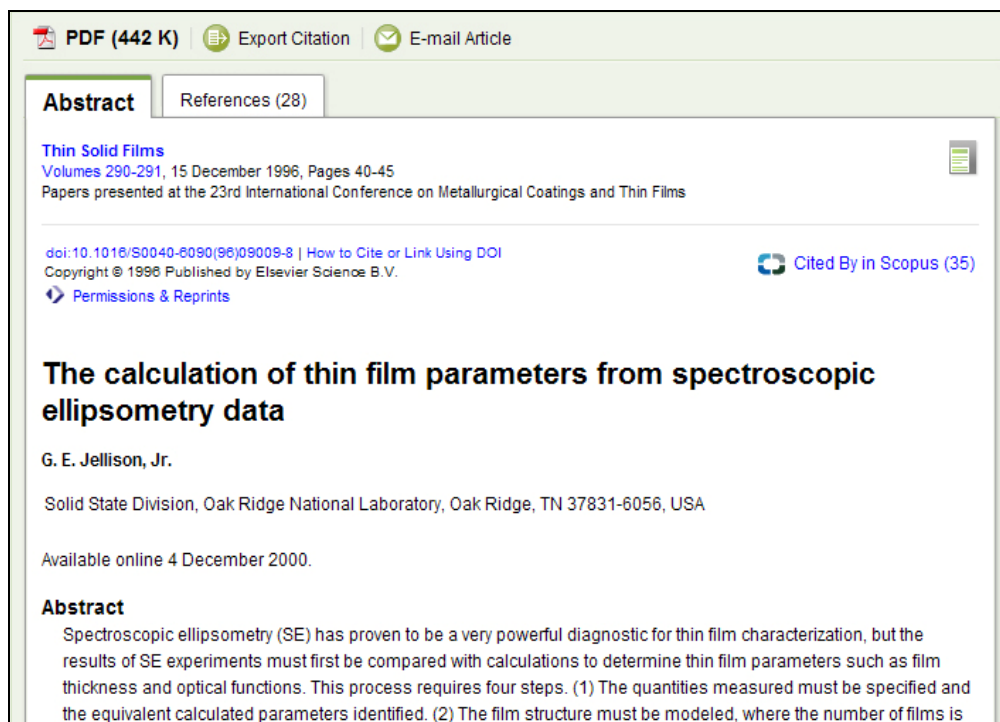 PDF (442 K) Export Citation E-mail Article
Abstract References (28)
Thin Solid Films
Volumes 290-291, 15 December 1996, Pages 40-45
Papers presented at the 23rd International Conference on Metallurgical Coatings and Thin Films
doi:10.1016/S0040-6090(96)09009-8 | How to Cite or Link Using DOI
Copyright © 1996 Published by Elsevier Science B.V.
Cited By in Scopus (35)
Permissions & Reprints
The calculation of thin film parameters from spectroscopic
ellipsometry data
G. E. Jellison, Jr.
Solid State Division, Oak Ridge National Laboratory, Oak Ridge, TN 37831-6056, USA
Available online 4 December 2000.
Abstract
Spectroscopic ellipsometry (SE) has proven to be a very powerful diagnostic for thin film characterization, but the
results of SE experiments must first be compared with calculations to determine thin film parameters such as film
thickness and optical functions. This process requires four steps. (1) The quantities measured must be specified and
the equivalent calculated parameters identified. (2) The film structure must be modeled, where the number of films is